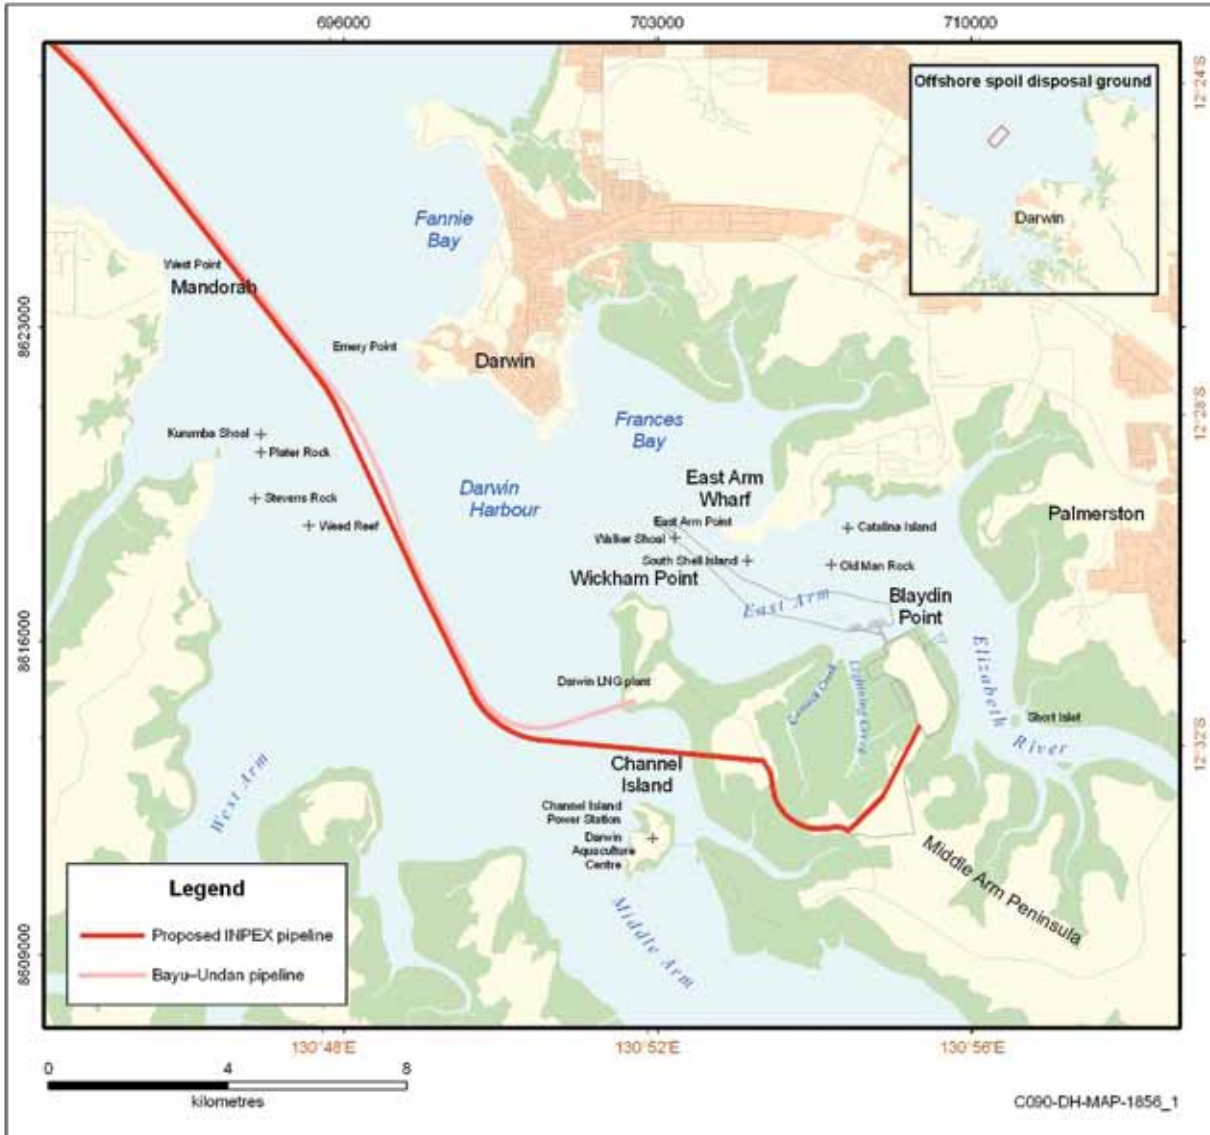 696000
703000
710000
Offshore spoil disposal ground
12°24'S
Darwin
Fannie
Bay
West Point
Mandorah
8623000
Emery Point
Darwin
12°28'S
Frances
Bay
Kurumba Shoal
Plater Rock
East Arm
Wharf
Darwin
Harbour
Stevens Rock
Weed Reef
East Arm Point
Catalina Island
Palmerston
Walker Shoal
South Shell Island
Old Man Rock
Wickham Point
East Arm
Blaydin
Point
8616000
Elizabeth River
Darwin LNG plant
Lightning Creek
Short Islet
12°32'S
Channel
Island
West Arm
Channel Island
Power Station
Darwin
Aquaculture
Centre
Middle Arm Peninsula
Middle Arm
Legend
Proposed INPEX pipeline
Bayu–Undan pipeline
8609000
130°48'E
130°52'E
130°56'E
0 4 8
kilometres
C090-DH-MAP-1856_1